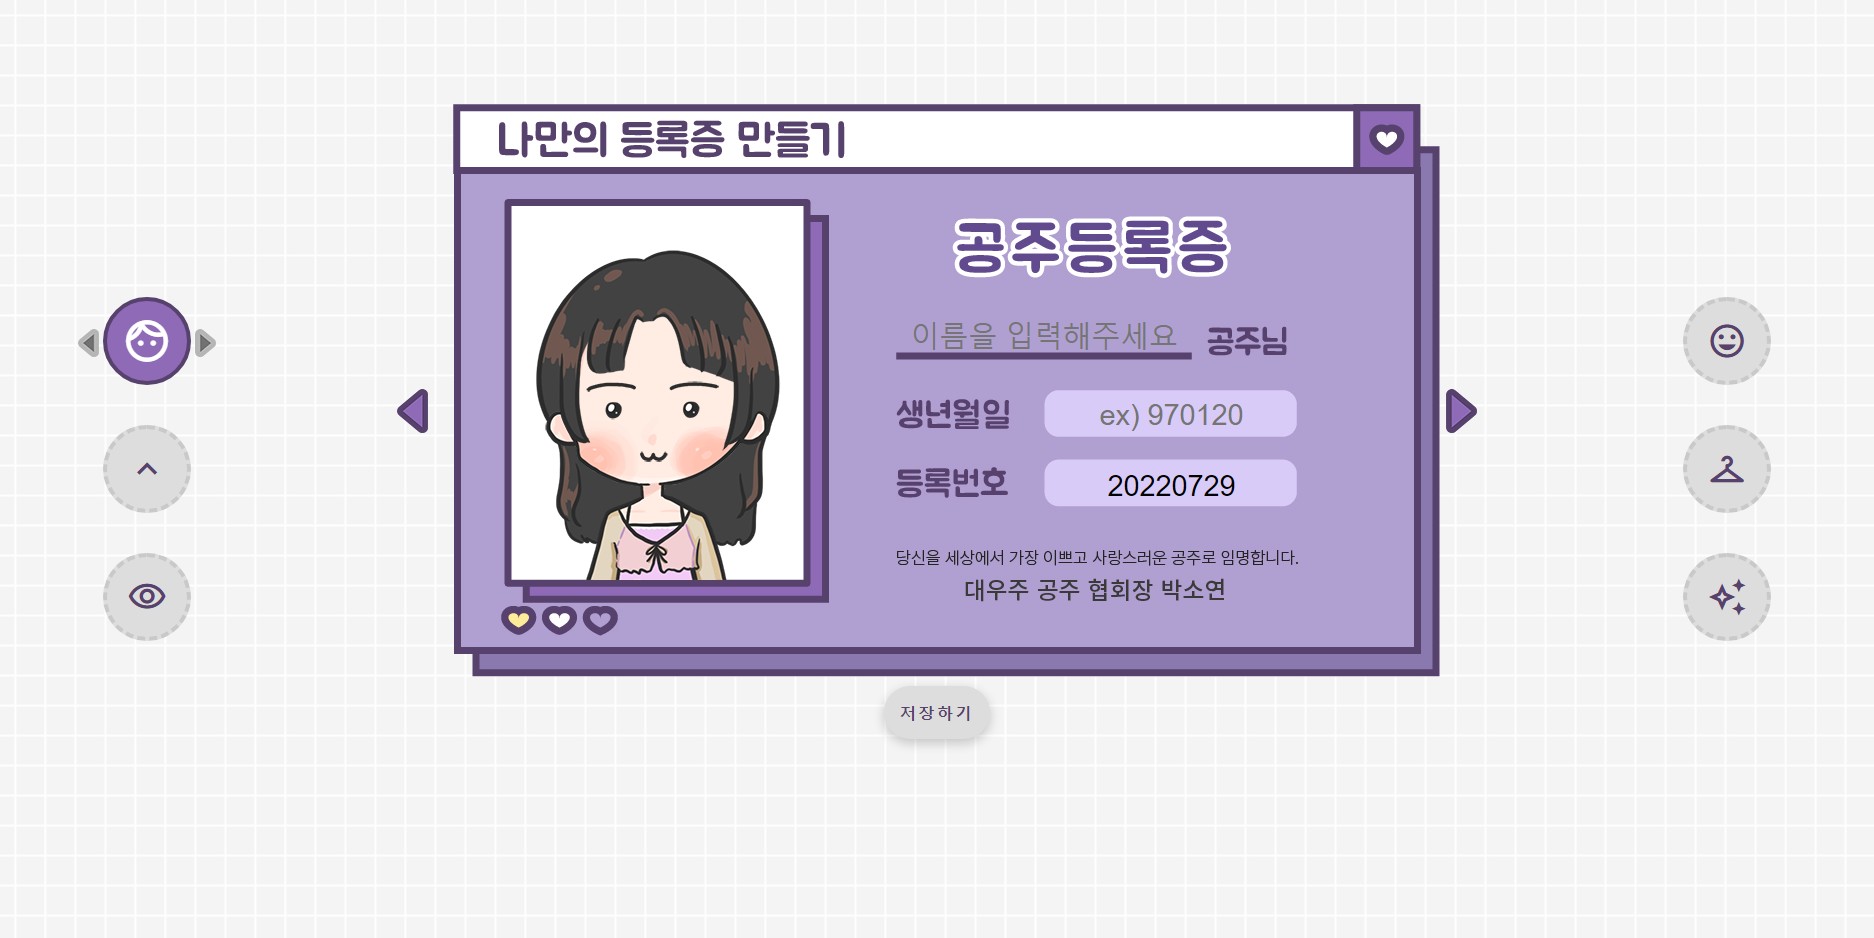 나만의 등록증 만들기
공주등록증
이름을 입력해주세요 공주님
생년월일 ex) 970120
등록번호 20220729
당신을 세상에서 가장 이쁘고 사랑스러운 공주로 임명합니다.
대우주 공주 협회장 박소연
저장하기